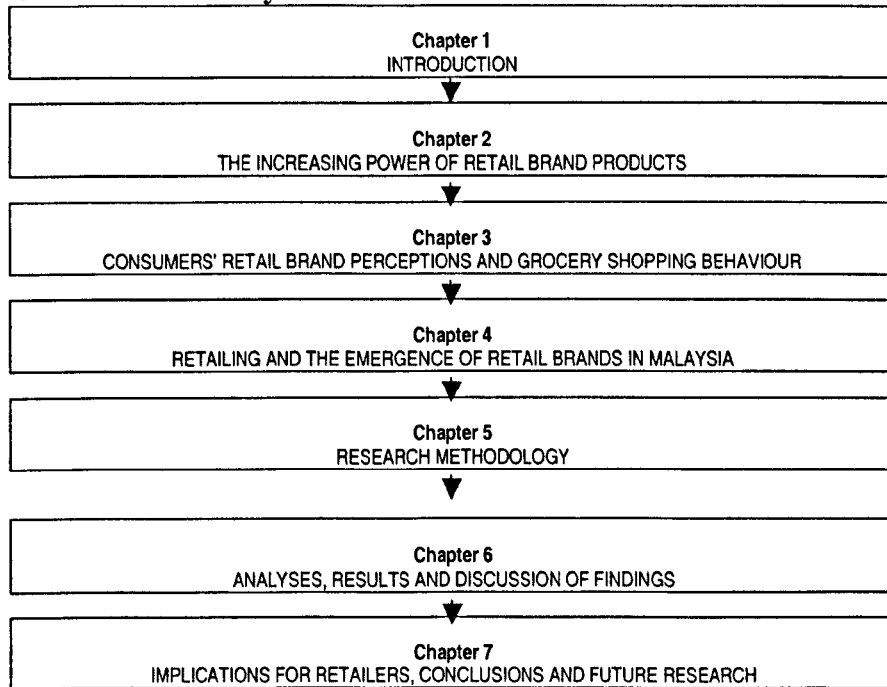 Chapter 1
INTRODUCTION
Chapter 2
THE INCREASING POWER OF RETAIL BRAND PRODUCTS
Chapter 3
CONSUMERS' RETAIL BRAND PERCEPTIONS AND GROCERY SHOPPING BEHAVIOUR
Chapter 4
RETAILING AND THE EMERGENCE OF RETAIL BRANDS IN MALAYSIA
Chapter 5
RESEARCH METHODOLOGY
Chapter 6
ANALYSES, RESULTS AND DISCUSSION OF FINDINGS
Chapter 7
IMPLICATIONS FOR RETAILERS, CONCLUSIONS AND FUTURE RESEARCH